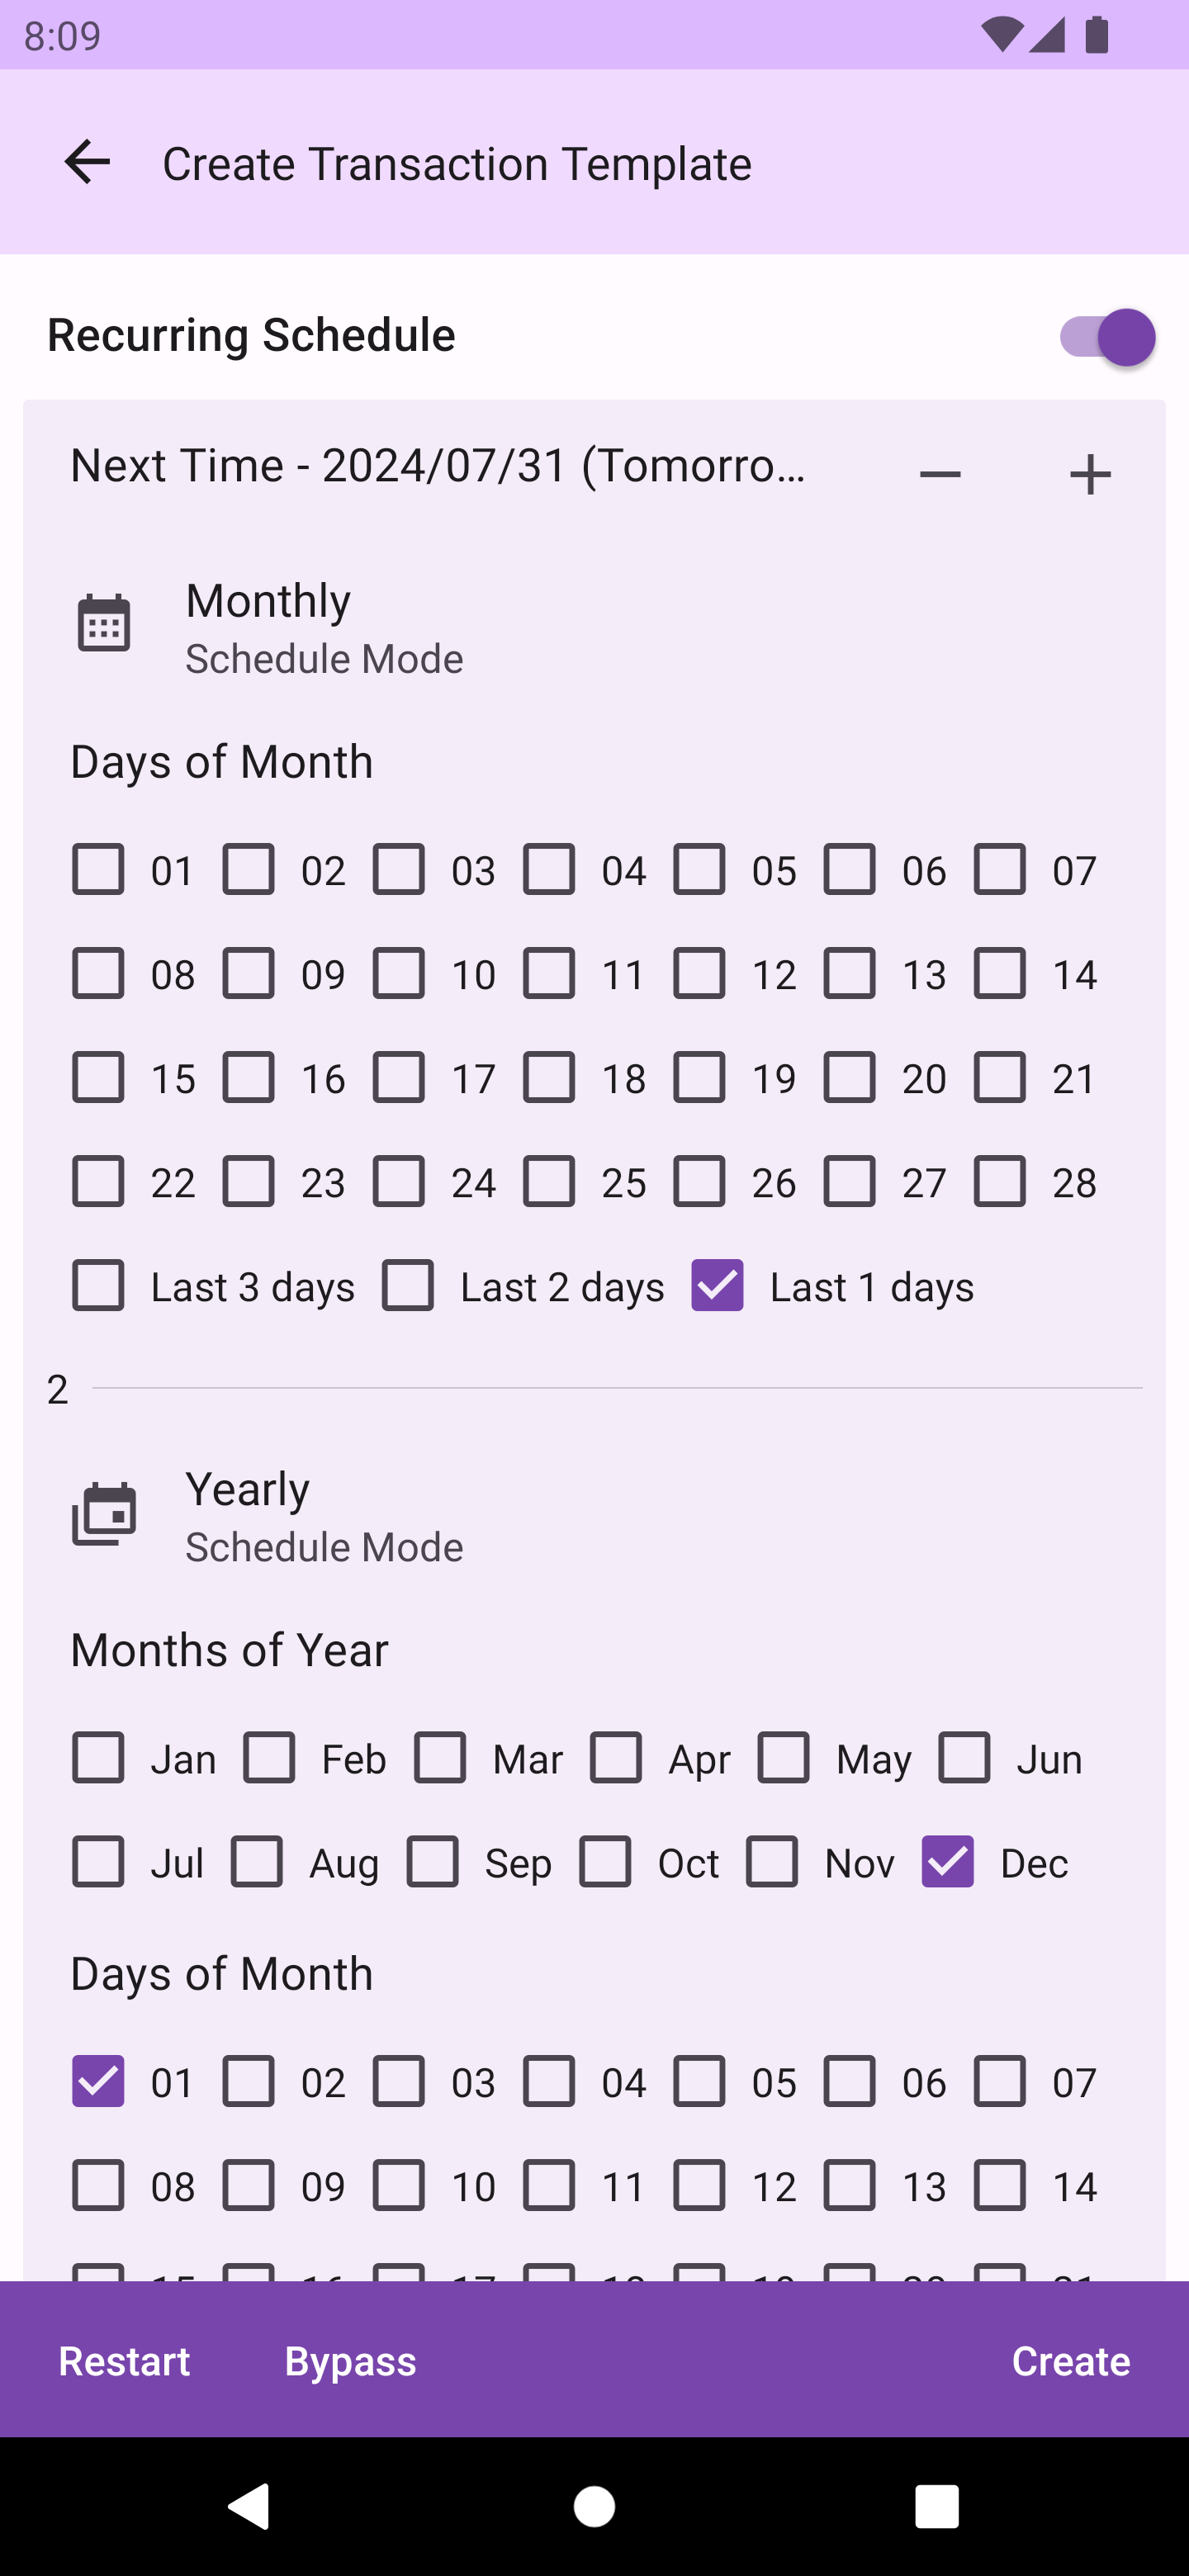 8:09
Create Transaction Template
Recurring Schedule
Next Time - 2024/07/31 (Tomorro…
Monthly
Schedule Mode
Days of Month
01 02 03 04 05 06 07
08 09 10 11 12 13 14
15 16 17 18 19 20 21
22 23 24 25 26 27 28
Last 3 days Last 2 days Last 1 days
2
Yearly
Schedule Mode
Months of Year
Jan Feb Mar Apr May Jun
Jul Aug Sep Oct Nov Dec
Days of Month
01 02 03 04 05 06 07
08 09 10 11 12 13 14
Restart Bypass Create